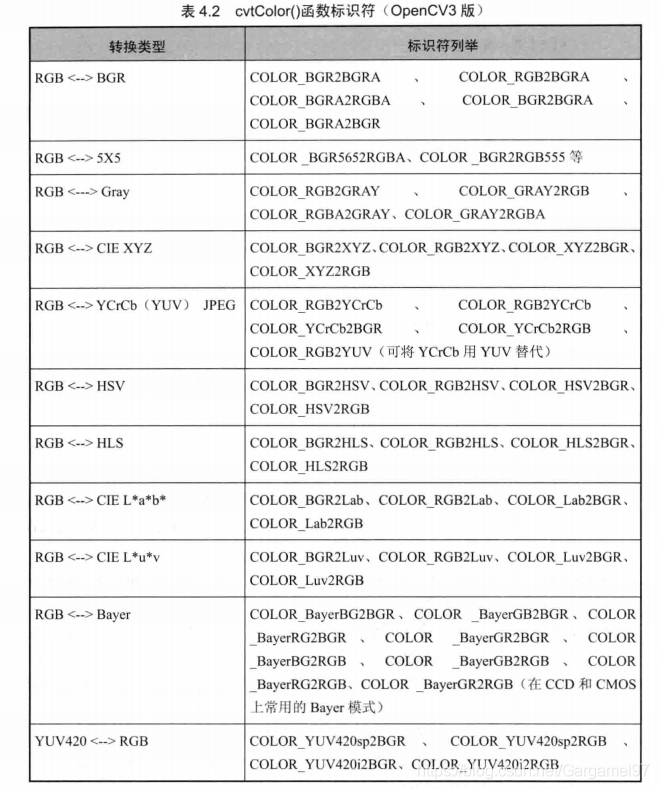 表 4.2 cvtColor()函数标识符（OpenCV3 版）
转换类型
标识符列举
RGB <--> BGR
COLOR_BGR2BGRA 、 COLOR_RGB2BGRA 、
COLOR_BGRA2RGBA 、 COLOR_BGR2BGRA 、
COLOR_BGRA2BGR
RGB <--> 5X5
COLOR _BGR5652RGBA、COLOR _BGR2RGB555 等
RGB <---> Gray
COLOR_RGB2GRAY 、 COLOR_GRAY2RGB 、
COLOR_RGBA2GRAY、COLOR_GRAY2RGBA
RGB <--> CIE XYZ
COLOR_BGR2XYZ、COLOR_RGB2XYZ、COLOR_XYZ2BGR、
COLOR_XYZ2RGB
RGB <--> YCrCb（YUV） JPEG
COLOR_RGB2YCrCb 、 COLOR_RGB2YCrCb 、
COLOR_YCrCb2BGR 、 COLOR_YCrCb2RGB 、
COLOR_RGB2YUV（可将 YCrCb 用 YUV 替代）
RGB <--> HSV
COLOR_BGR2HSV、COLOR_RGB2HSV、COLOR_HSV2BGR、
COLOR_HSV2RGB
RGB <--> HLS
COLOR_BGR2HLS、COLOR_RGB2HLS、COLOR_HLS2BGR、
COLOR_HLS2RGB
RGB <--> CIE L*a*b*
COLOR_BGR2Lab、COLOR_RGB2Lab、COLOR_Lab2BGR、
COLOR_Lab2RGB
RGB <--> CIE L*u*v
COLOR_BGR2Luv、COLOR_RGB2Luv、COLOR_Luv2BGR、
COLOR_Luv2RGB
RGB <--> Bayer
COLOR_BayerBG2BGR、COLOR _BayerGB2BGR、COLOR
_BayerRG2BGR 、 COLOR _BayerGR2BGR 、 COLOR
_BayerBG2RGB 、 COLOR _BayerGB2RGB 、 COLOR
_BayerRG2RGB、COLOR _BayerGR2RGB（在 CCD 和 CMOS
上常用的 Bayer 模式）
YUV420 <--> RGB
COLOR_YUV420sp2BGR 、 COLOR_YUV420sp2RGB 、
COLOR_YUV420i2BGR、COLOR_YUV420i2RGB
https://blog.csdn.net/Gargamel97